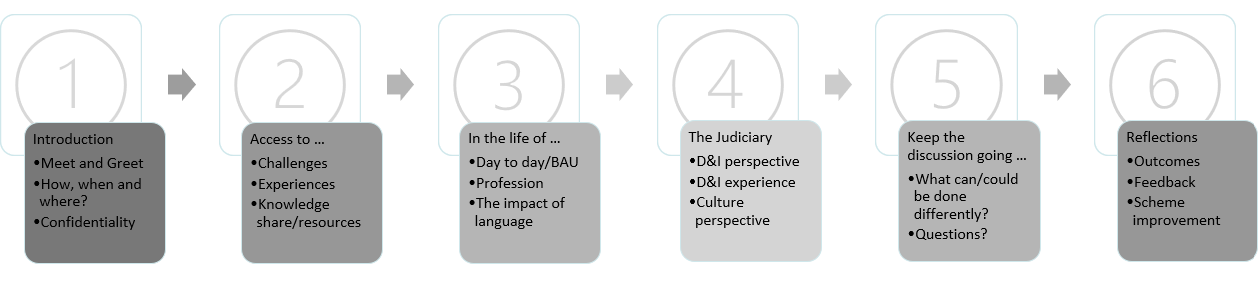 1
Introduction
•Meet and Greet
•How, when and
where?
•Confidentiality
2
Access to ...
•Challenges
•Experiences
•Knowledge
share/resources
3
In the life of ...
•Day to day/BAU
•Profession
•The impact of
language
4
The Judiciary
•D&I perspective
•D&I experience
•Culture
perspective
5
Keep the
discussion going ...
•What can/could
be done
differently?
•Questions?
6
Reflections
•Outcomes
•Feedback
•Scheme
improvement